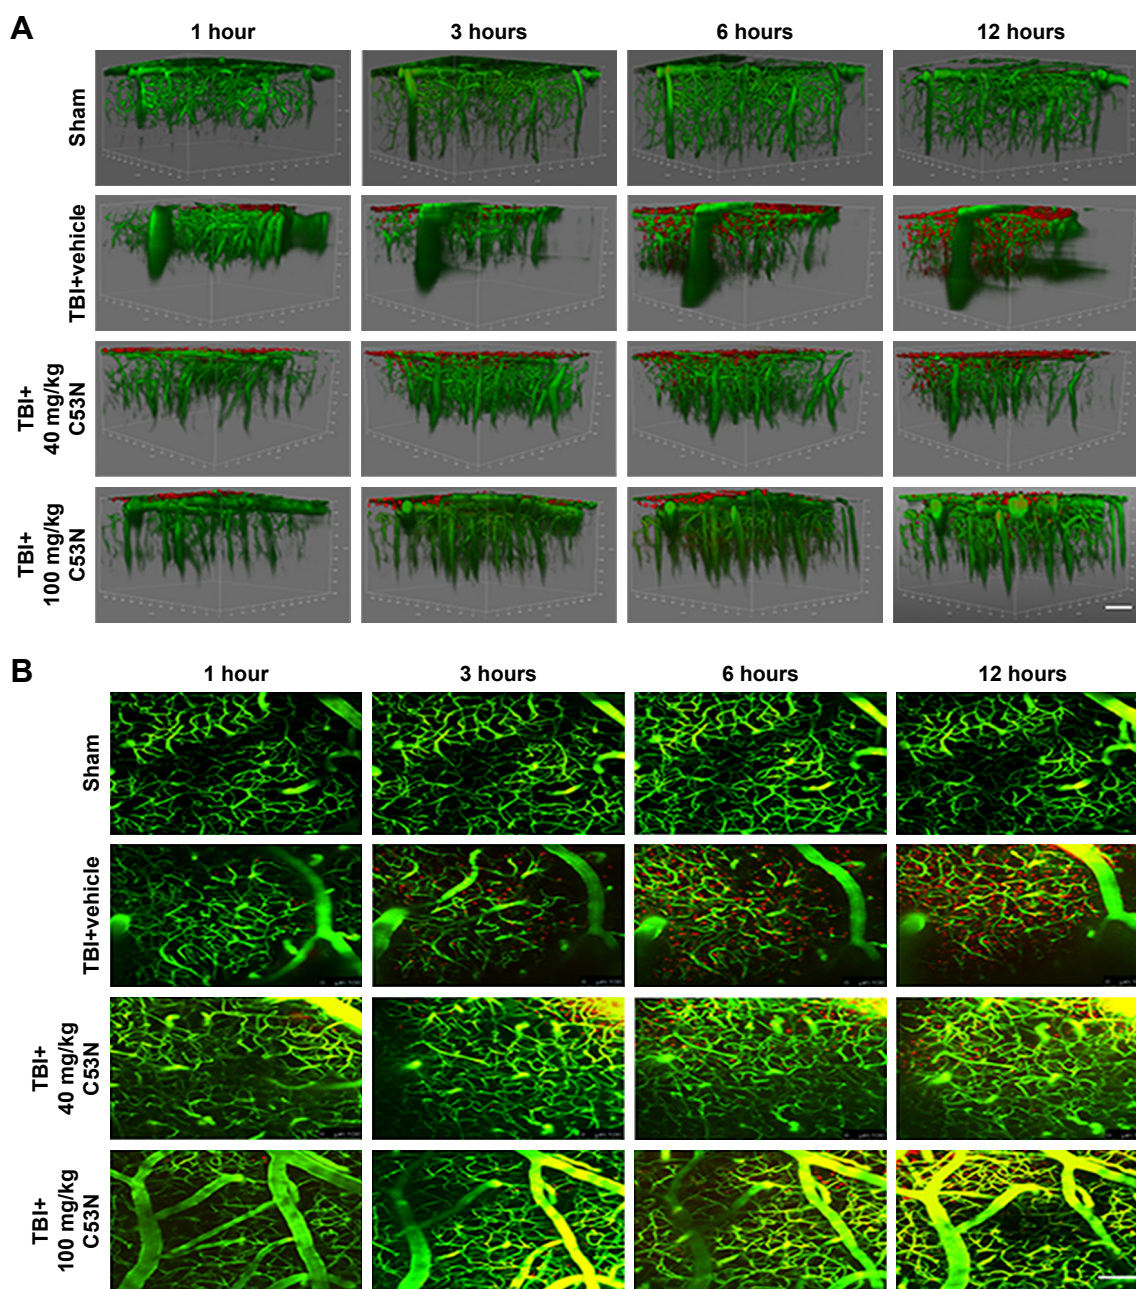 A
1 hour
3 hours
6 hours
12 hours
Sham
TBI+vehicle
TBI+
40 mg/kg
C53N
TBI+
100 mg/kg
C53N
B
1 hour
3 hours
6 hours
12 hours
Sham
TBI+vehicle
TBI+
40 mg/kg
C53N
TBI+
100 mg/kg
C53N